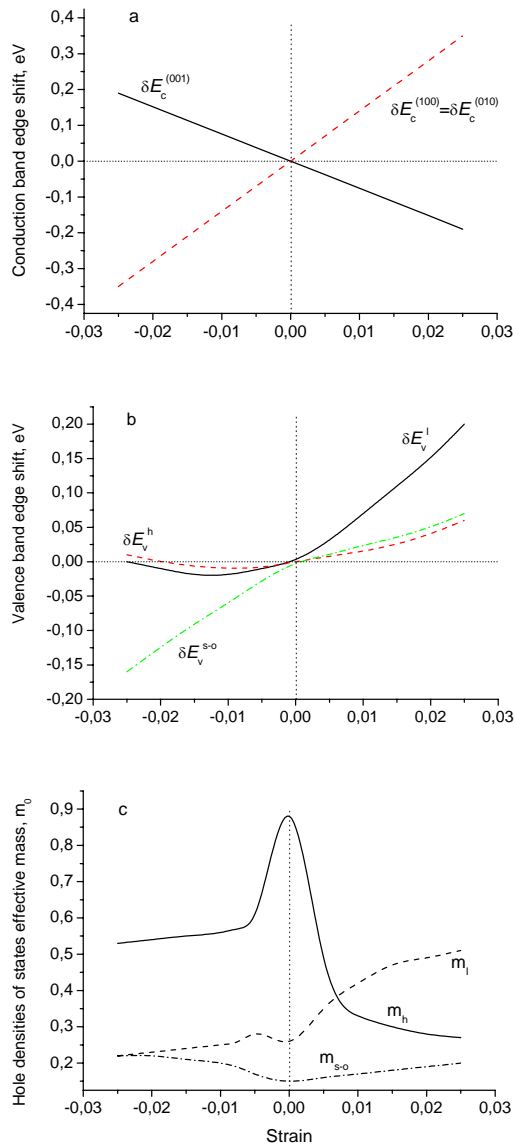 a
Conduction band edge shift, eV
0,4
0,3
0,2
0,1
0,0
-0,1
-0,2
-0,3
-0,4
δE_c^(001)
δE_c^(100)=δE_c^(010)
-0,03 -0,02 -0,01 0,00 0,01 0,02 0,03
b
Valence band edge shift, eV
0,20
0,15
0,10
0,05
0,00
-0,05
-0,10
-0,15
-0,20
δE_v^l
δE_v^h
δE_v^s-o
-0,03 -0,02 -0,01 0,00 0,01 0,02 0,03
c
Hole densities of states effective mass, m_0
0,9
0,8
0,7
0,6
0,5
0,4
0,3
0,2
m_l
m_h
m_s-o
-0,03 -0,02 -0,01 0,00 0,01 0,02 0,03
Strain